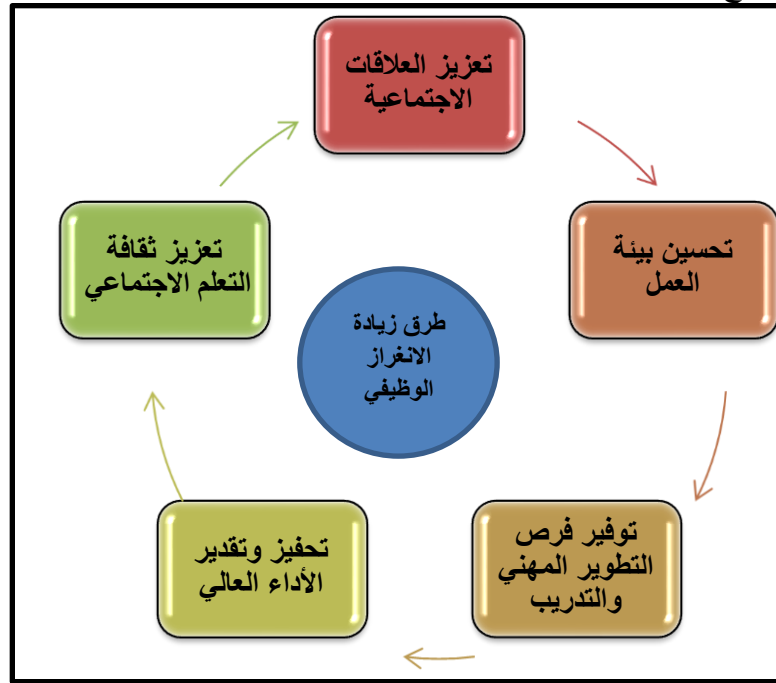 تعزيز العلاقات
الاجتماعية
تحسين بيئة
العمل
توفير فرص
التطوير المهني
والتدريب
تحفيز وتقدير
الأداء العالي
تعزيز ثقافة
التعلم الاجتماعي
طرق زيادة
الانغراز
الوظيفي